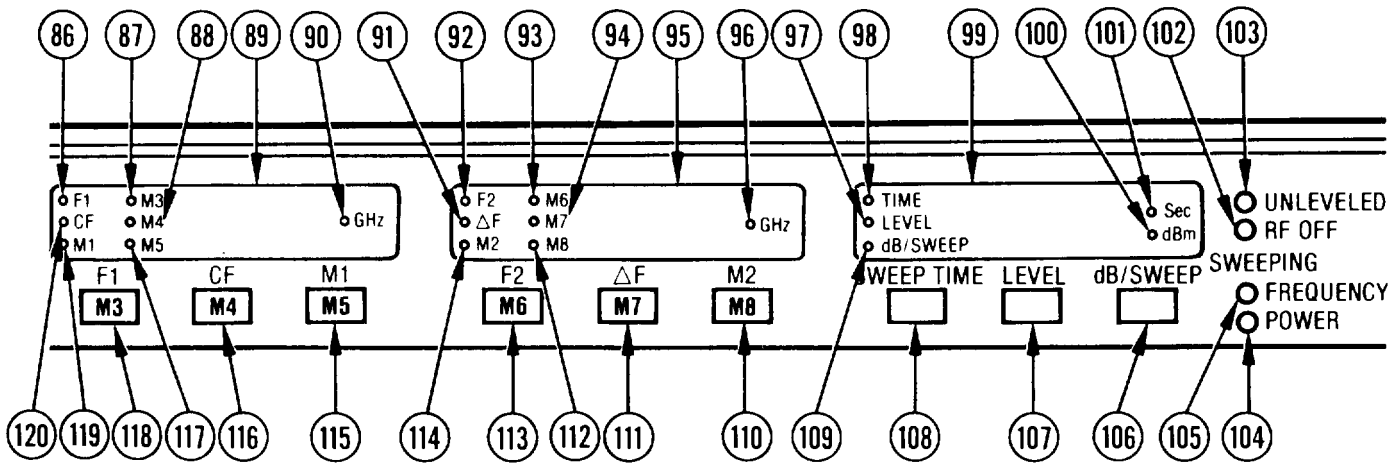 86 87 88 89 90 91 92 93 94 95 96 97 98 99 100 101 102 103
F1 M3 F2 M6 TIME UNLEVELED
CF M4 GHz △F M7 GHz LEVEL Sec RF OFF
M1 M5 M2 M8 dB/SWEEP dBm
F1 CF M1 F2 △F M2 SWEEP TIME LEVEL dB/SWEEP SWEEPING
M3 M4 M5 M6 M7 M8 FREQUENCY
POWER
120 119 118 117 116 115 114 113 112 111 110 109 108 107 106 105 104